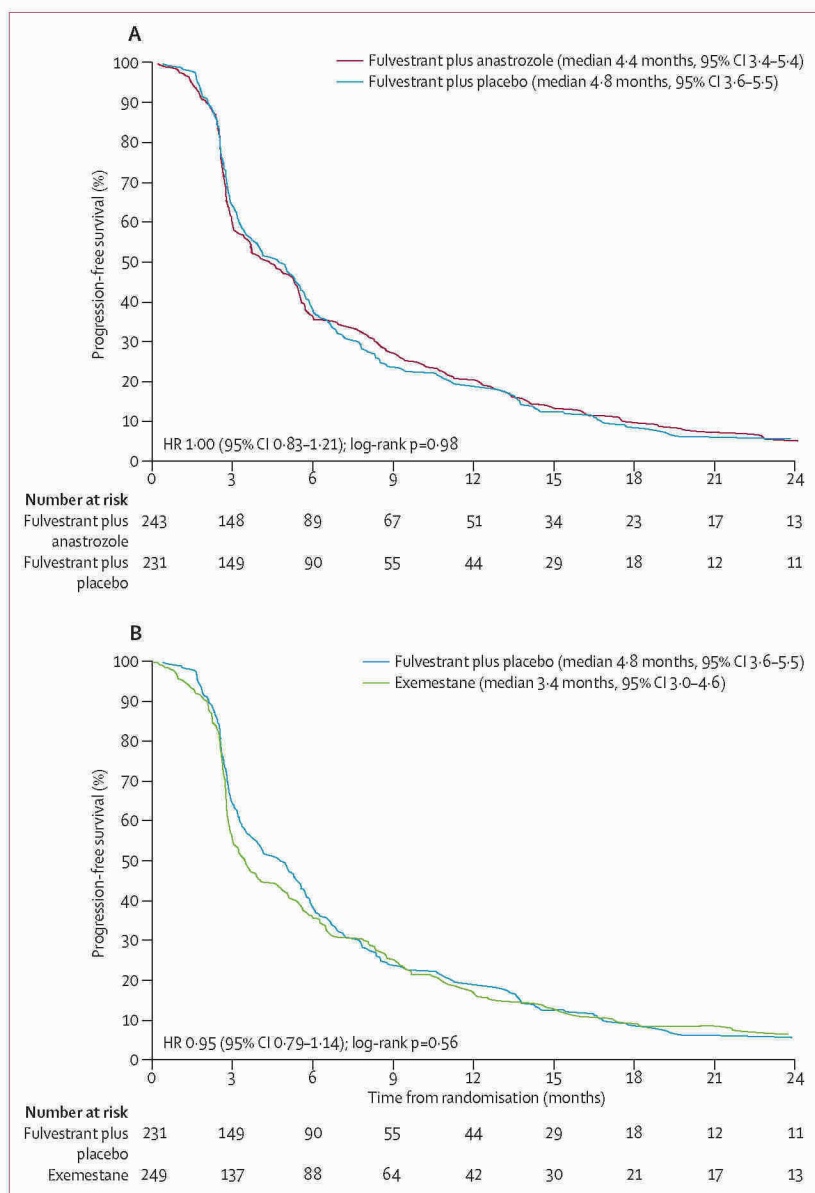 A
Fulvestrant plus anastrozole (median 4·4 months, 95% CI 3·4–5·4)
Fulvestrant plus placebo (median 4·8 months, 95% CI 3·6–5·5)
100
90
80
70
60
50
40
30
20
10
0
Progression-free survival (%)
HR 1·00 (95% CI 0·83–1·21); log-rank p=0·98
0 3 6 9 12 15 18 21 24
Number at risk
Fulvestrant plus
anastrozole
243 148 89 67 51 34 23 17 13
Fulvestrant plus
placebo
231 149 90 55 44 29 18 12 11
B
Fulvestrant plus placebo (median 4·8 months, 95% CI 3·6–5·5)
Exemestane (median 3·4 months, 95% CI 3·0–4·6)
100
90
80
70
60
50
40
30
20
10
0
Progression-free survival (%)
HR 0·95 (95% CI 0·79–1·14); log-rank p=0·56
0 3 6 9 12 15 18 21 24
Time from randomisation (months)
Number at risk
Fulvestrant plus
placebo
231 149 90 55 44 29 18 12 11
Exemestane 249 137 88 64 42 30 21 17 13